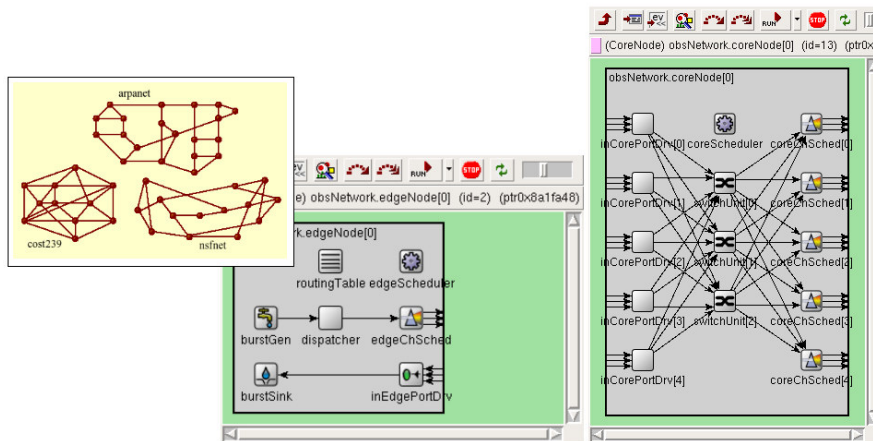 arpanet
cost239
nsfnet
RUN
STOP
obsNetwork.edgeNode[0] (id=2) (ptr0x8a1fa48)
.edgeNode[0]
routingTable edgeScheduler
burstGen dispatcher edgeChSched
burstSink inEdgePortDrv
ev
RUN
STOP
(CoreNode) obsNetwork.coreNode[0] (id=13) (ptr0x
obsNetwork.coreNode[0]
inCorePortDrv[0] coreScheduler coreChSched[0]
inCorePortDrv[1] switchUnit[0] coreChSched[1]
inCorePortDrv[2] switchUnit[1] coreChSched[2]
inCorePortDrv[3] switchUnit[2] coreChSched[3]
inCorePortDrv[4] coreChSched[4]